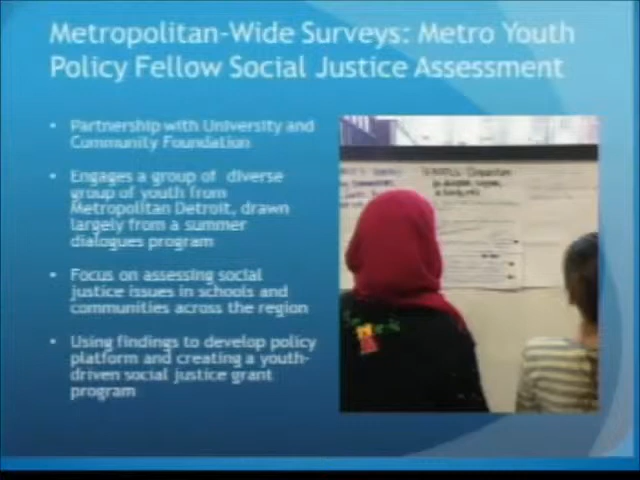 Metropolitan-Wide Surveys: Metro Youth
Policy Fellow Social Justice Assessment
• Partnership with University and
Community Foundation
• Engages a group of diverse
group of youth from
Metropolitan Detroit, drawn
largely from a summer
dialogues program
• Focus on assessing social
justice issues in schools and
communities across the region
• Using findings to develop policy
platform and creating a youth-
driven social justice grant
program